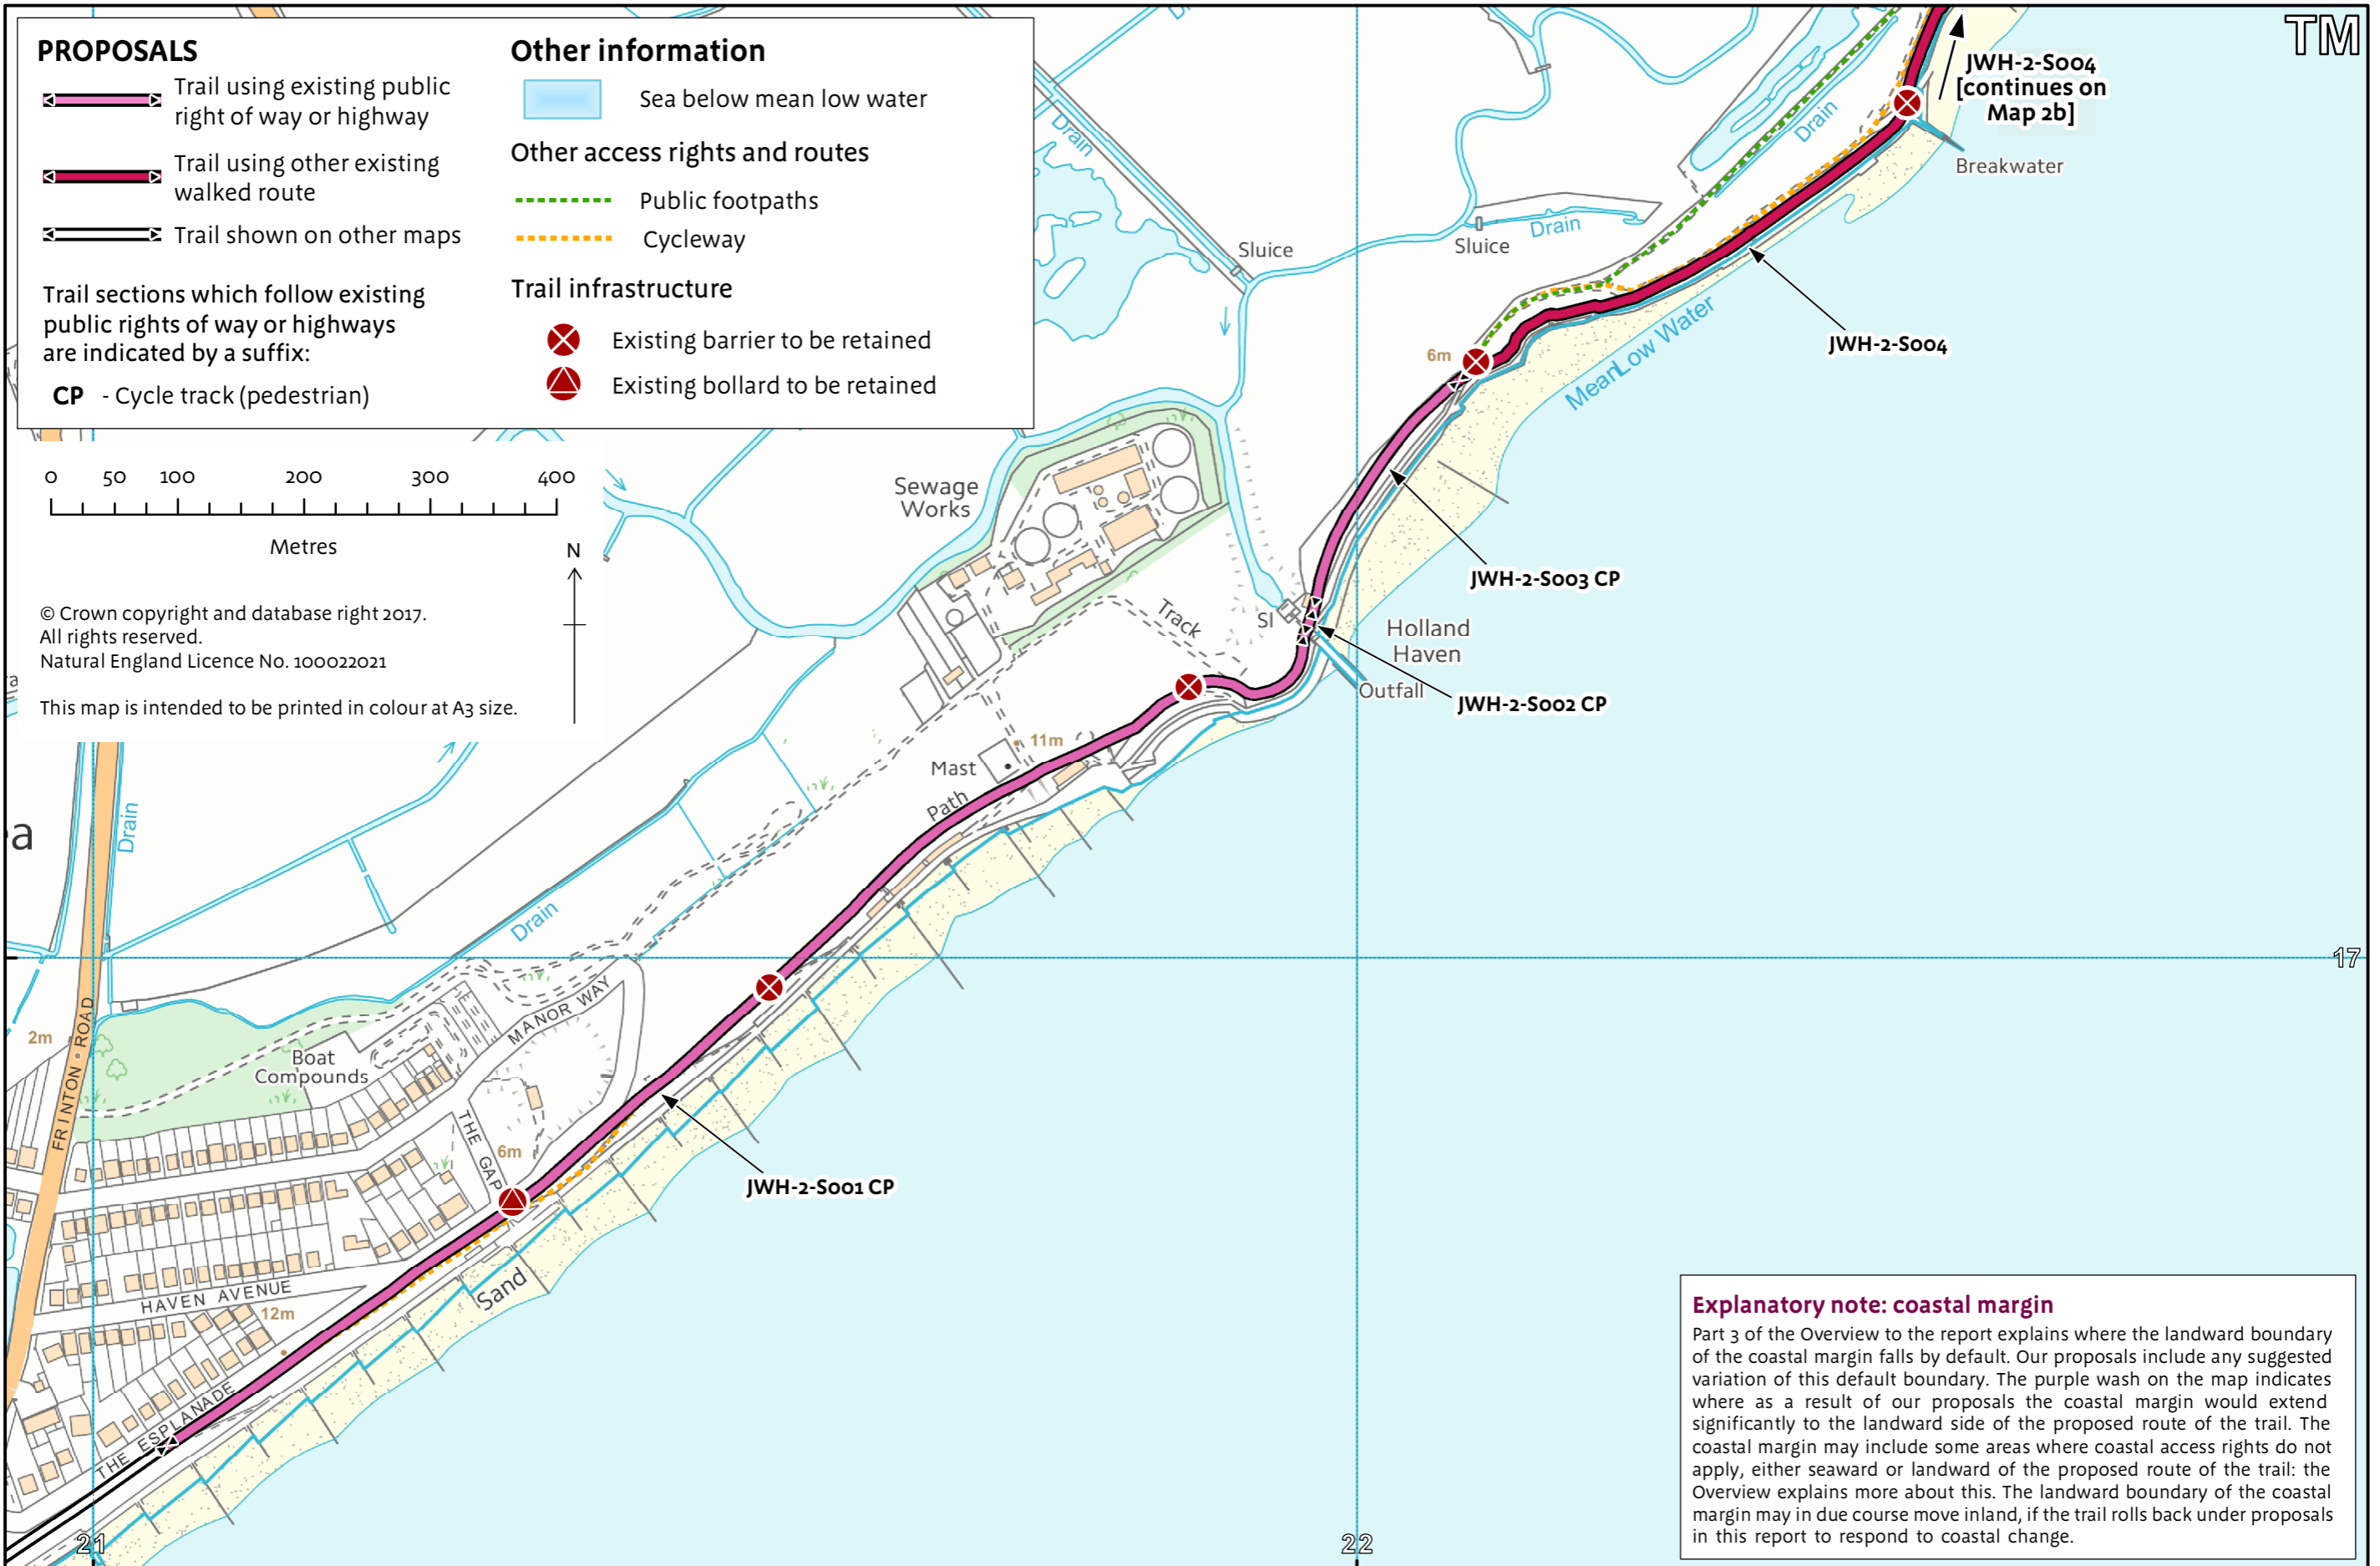 PROPOSALS
Trail using existing public
right of way or highway
Trail using other existing
walked route
Trail shown on other maps
Trail sections which follow existing
public rights of way or highways
are indicated by a suffix:
CP - Cycle track (pedestrian)
Other information
Sea below mean low water
Other access rights and routes
Public footpaths
Cycleway
Trail infrastructure
Existing barrier to be retained
Existing bollard to be retained
0 50 100 200 300 400
Metres
N
© Crown copyright and database right 2017.
All rights reserved.
Natural England Licence No. 100022021
This map is intended to be printed in colour at A3 size.
TM
JWH-2-S004
[continues on
Map 2b]
Breakwater
Drain
Drain
Sluice
Sluice
Drain
JWH-2-S004
Mean Low Water
6m
Sewage
Works
JWH-2-S003 CP
Track
Sl
Holland
Haven
Outfall
JWH-2-S002 CP
11m
Mast
Path
a
Drain
Drain
17
MANOR WAY
2m
FRINTON ROAD
Boat
Compounds
THE GAP
6m
JWH-2-S001 CP
Sand
HAVEN AVENUE
12m
THE ESPLANADE
21
22
Explanatory note: coastal margin
Part 3 of the Overview to the report explains where the landward boundary
of the coastal margin falls by default. Our proposals include any suggested
variation of this default boundary. The purple wash on the map indicates
where as a result of our proposals the coastal margin would extend
significantly to the landward side of the proposed route of the trail. The
coastal margin may include some areas where coastal access rights do not
apply, either seaward or landward of the proposed route of the trail: the
Overview explains more about this. The landward boundary of the coastal
margin may in due course move inland, if the trail rolls back under proposals
in this report to respond to coastal change.